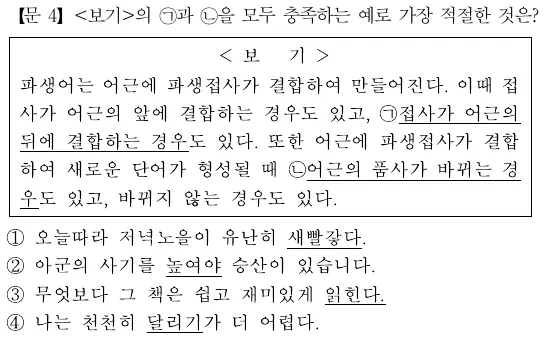 【문 4】 <보기>의 ㉠과 ㉡을 모두 충족하는 예로 가장 적절한 것은?
< 보 기 >
파생어는 어근에 파생접사가 결합하여 만들어진다. 이때 접
사가 어근의 앞에 결합하는 경우도 있고, ㉠접사가 어근의
뒤에 결합하는 경우도 있다. 또한 어근에 파생접사가 결합
하여 새로운 단어가 형성될 때 ㉡어근의 품사가 바뀌는 경
우도 있고, 바뀌지 않는 경우도 있다.
① 오늘따라 저녁노을이 유난히 새빨갛다.
② 아군의 사기를 높여야 승산이 있습니다.
③ 무엇보다 그 책은 쉽고 재미있게 읽힌다.
④ 나는 천천히 달리기가 더 어렵다.